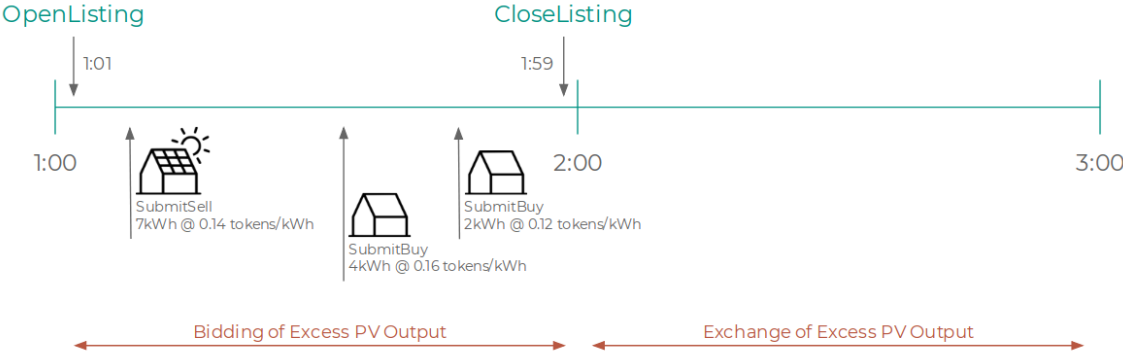 OpenListing
CloseListing
1:01
1:59
1:00
2:00
3:00
SubmitSell
7kWh @ 0.14 tokens/kWh
SubmitBuy
2kWh @ 0.12 tokens/kWh
SubmitBuy
4kWh @ 0.16 tokens/kWh
Bidding of Excess PV Output
Exchange of Excess PV Output